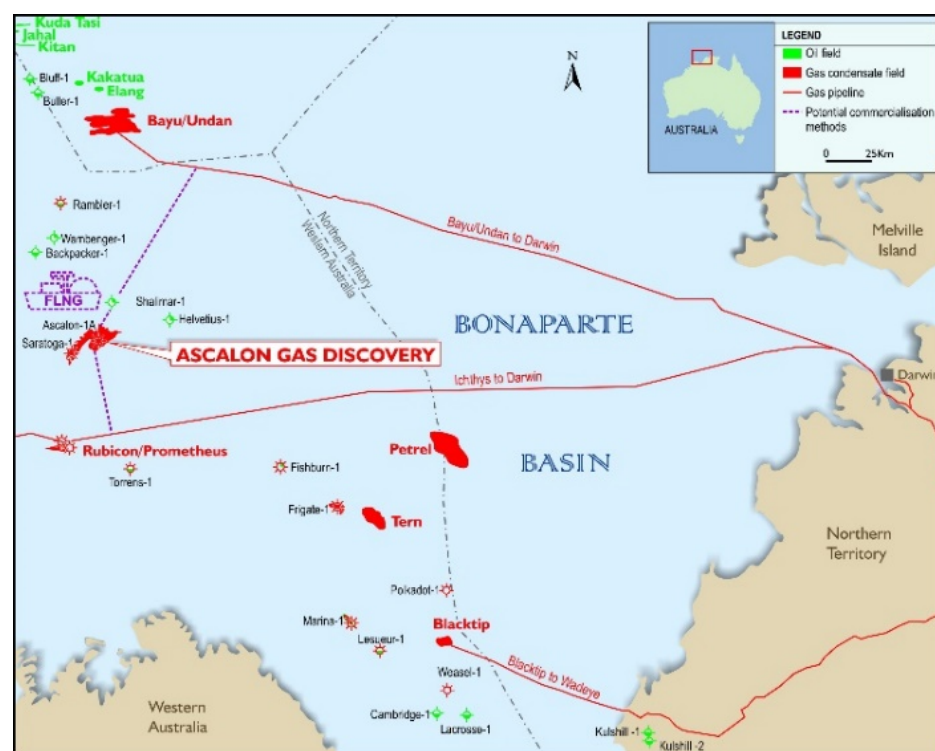 Kuda Tasi
Jahal
Kitan
Bluff-1
Kakatua
Elang
Buller-1
Bayu/Undan
N
AUSTRALIA
LEGEND
Oil field
Gas condensate field
Gas pipeline
Potential commercialisation
methods
0 25Km
Rambler-1
Wamberger-1
Backpacker-1
Northern Territory
Western Australia
Bayu/Undan to Darwin
Melville
Island
FLNG
Shalimar-1
Helvetius-1
Ascalon-1A
Saratoga-1
BONAPARTE
ASCALON GAS DISCOVERY
Ichthys to Darwin
Darwin
Rubicon/Prometheus
Torrens-1
Fishburn-1
Petrel
BASIN
Frigate-1
Tern
Northern
Territory
Polkadot-1
Marina-1
Lesueur-1
Blacktip
Blacktip to Wadeye
Weasel-1
Western
Australia
Cambridge-1
Lacrosse-1
Kulshill -1
Kulshill -2